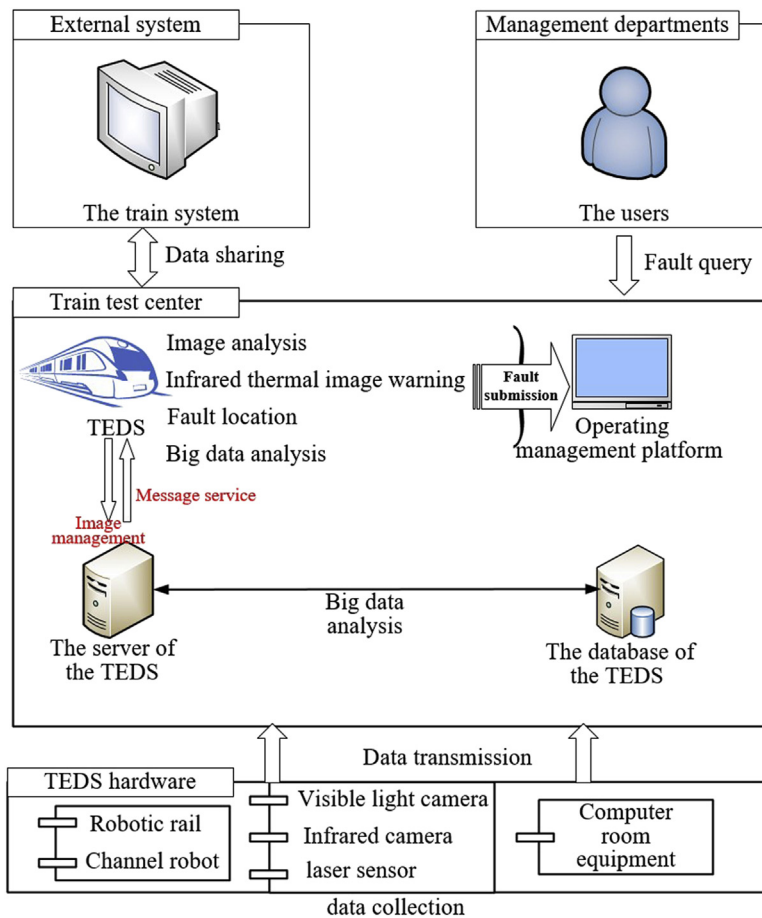 External system
Management departments
The train system
The users
Data sharing
Fault query
Train test center
Image analysis
Infrared thermal image warning
Fault location
Big data analysis
TEDS
Fault
submission
Operating
management platform
Message service
Image
management
Big data
analysis
The server of
the TEDS
The database of
the TEDS
Data transmission
TEDS hardware
Robotic rail
Channel robot
Visible light camera
Infrared camera
laser sensor
Computer
room
equipment
data collection